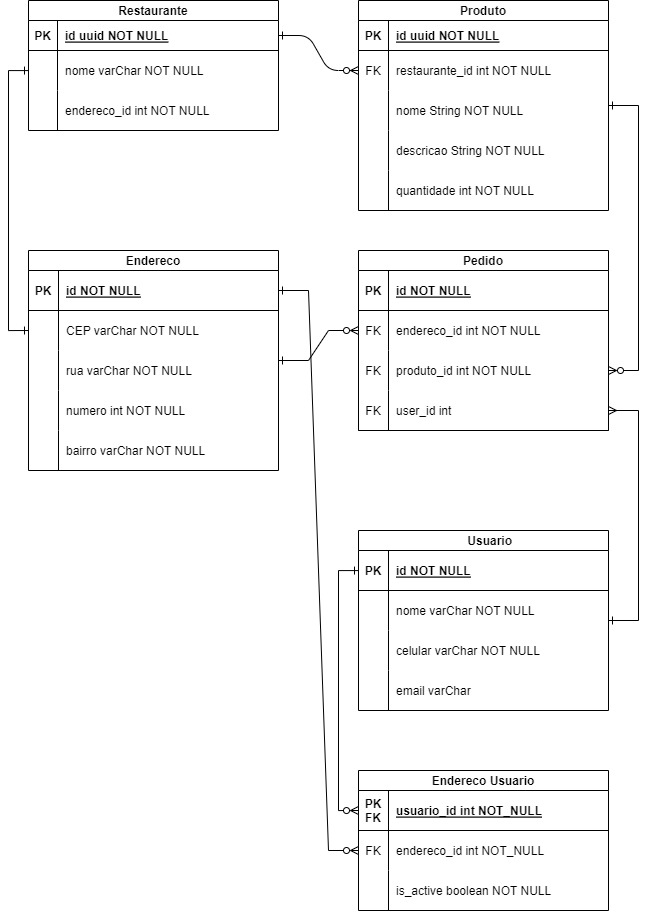 Restaurante
PK id uuid NOT NULL
nome varChar NOT NULL
endereco_id int NOT NULL
Produto
PK id uuid NOT NULL
FK restaurante_id int NOT NULL
nome String NOT NULL
descricao String NOT NULL
quantidade int NOT NULL
Endereco
PK id NOT NULL
CEP varChar NOT NULL
rua varChar NOT NULL
numero int NOT NULL
bairro varChar NOT NULL
Pedido
PK id NOT NULL
FK endereco_id int NOT NULL
FK produto_id int NOT NULL
FK user_id int
Usuario
PK id NOT NULL
nome varChar NOT NULL
celular varChar NOT NULL
email varChar
Endereco Usuario
PK
FK usuario_id int NOT_NULL
FK endereco_id int NOT_NULL
is_active boolean NOT NULL